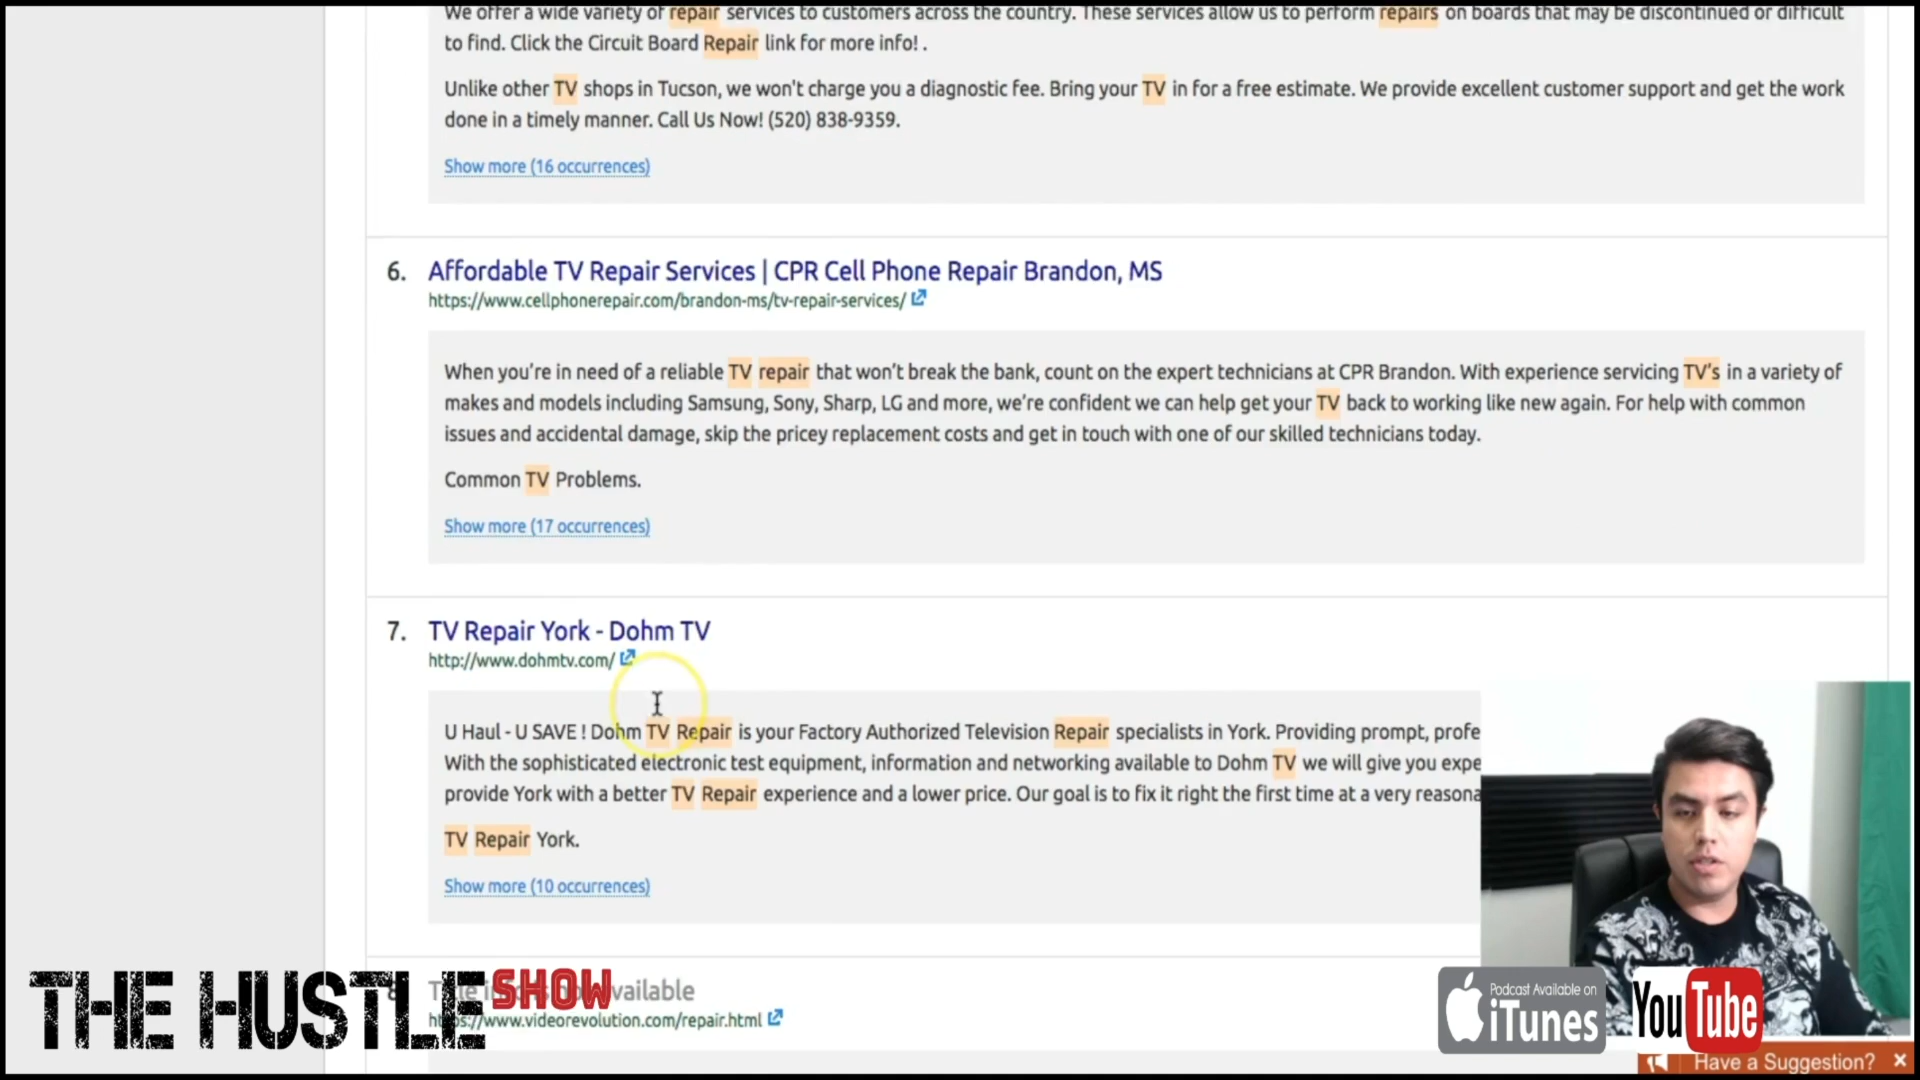 We offer a wide variety of repair services to customers across the country. These services allow us to perform repairs on boards that may be discontinued or difficult
to find. Click the Circuit Board Repair link for more info! .
Unlike other TV shops in Tucson, we won't charge you a diagnostic fee. Bring your TV in for a free estimate. We provide excellent customer support and get the work
done in a timely manner. Call Us Now! (520) 838-9359.
Show more (16 occurrences)
6. Affordable TV Repair Services | CPR Cell Phone Repair Brandon, MS
https://www.cellphonerepair.com/brandon-ms/tv-repair-services/
When you’re in need of a reliable TV repair that won’t break the bank, count on the expert technicians at CPR Brandon. With experience servicing TV’s in a variety of
makes and models including Samsung, Sony, Sharp, LG and more, we’re confident we can help get your TV back to working like new again. For help with common
issues and accidental damage, skip the pricey replacement costs and get in touch with one of our skilled technicians today.
Common TV Problems.
Show more (17 occurrences)
7. TV Repair York - Dohm TV
http://www.dohmtv.com/
U Haul - U SAVE ! Dohm TV Repair is your Factory Authorized Television Repair specialists in York. Providing prompt, profe
With the sophisticated electronic test equipment, information and networking available to Dohm TV we will give you expe
provide York with a better TV Repair experience and a lower price. Our goal is to fix it right the first time at a very reasona
TV Repair York.
Show more (10 occurrences)
Title vailable
www.videorevolution.com/repair.html
THE HUSTLE SHOW
Podcast Available on
iTunes
YouTube
Have a Suggestion? ×